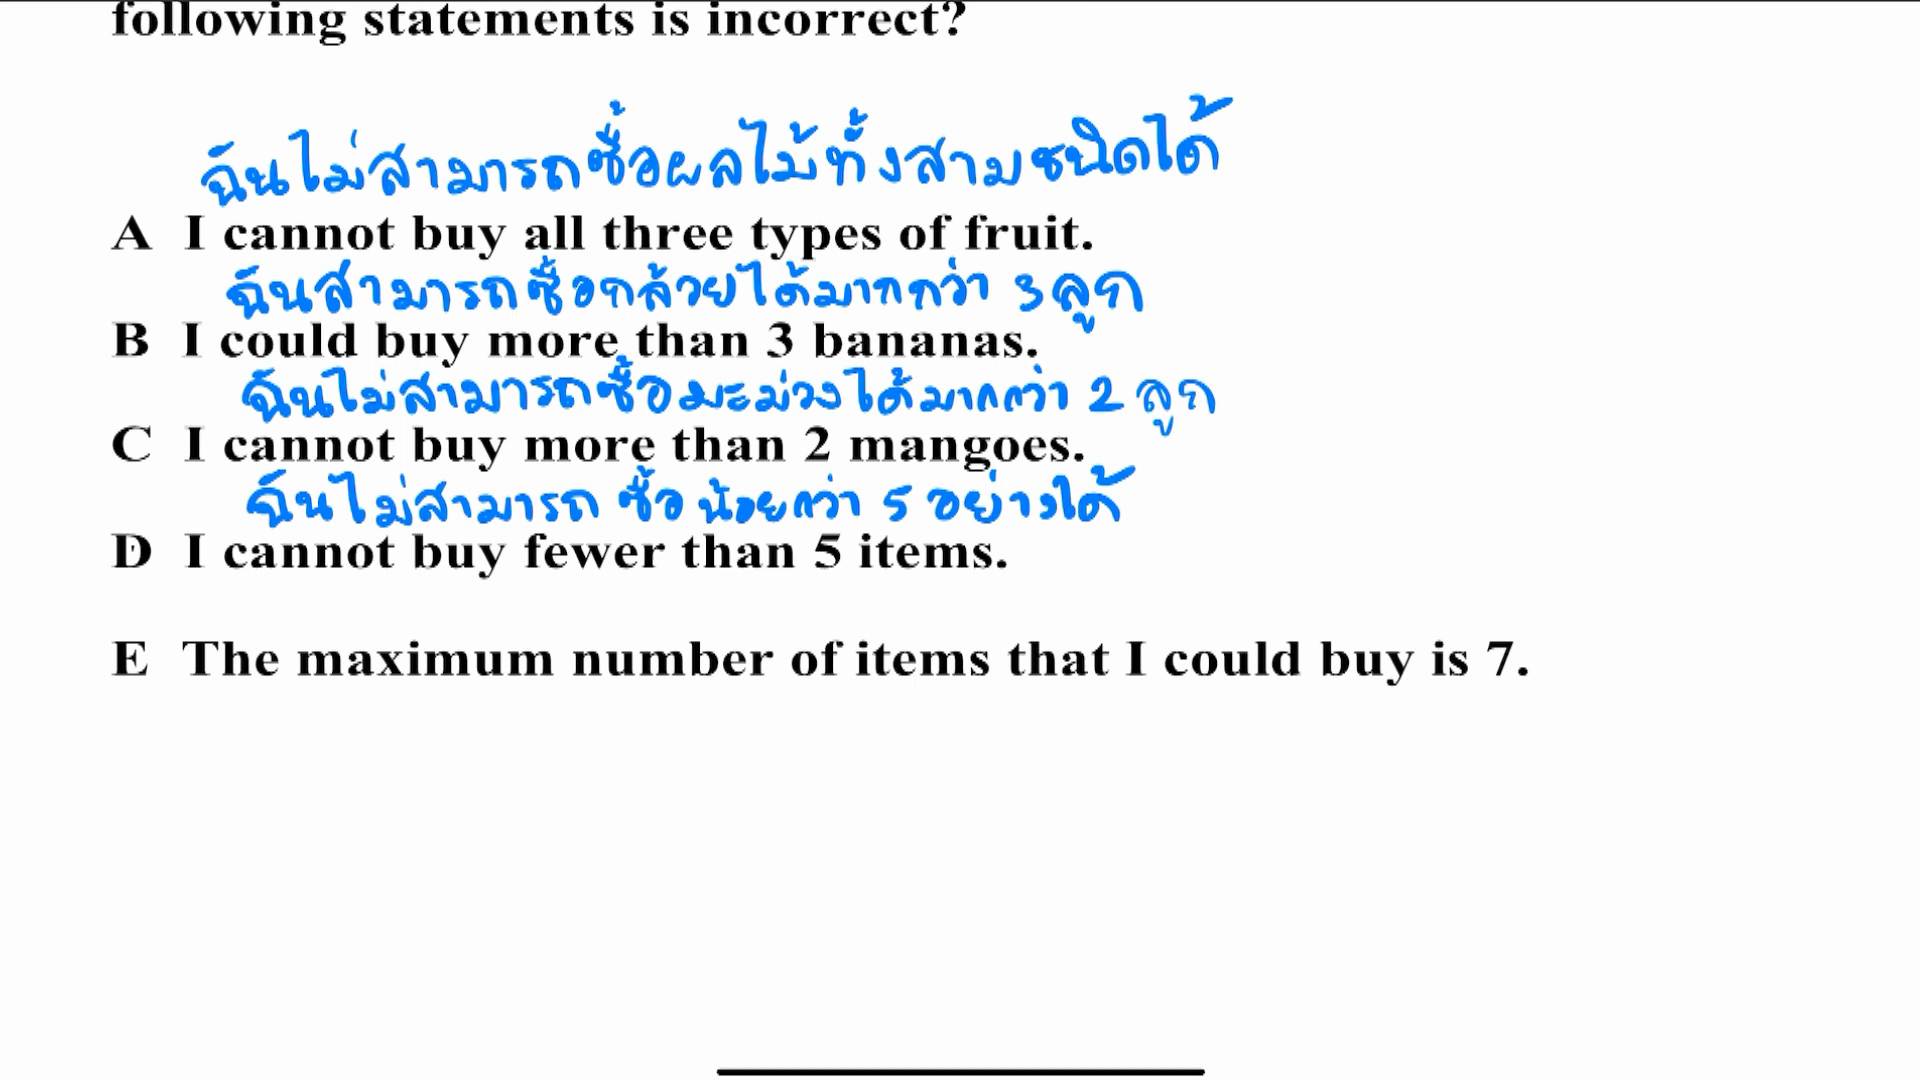 following statements is incorrect?
ฉันไม่สามารถซื้อผลไม้ทั้งสามชนิดได้
A I cannot buy all three types of fruit.
ฉันสามารถซื้อกล้วยได้มากกว่า 3 ลูก
B I could buy more than 3 bananas.
ฉันไม่สามารถซื้อมะม่วงได้มากกว่า 2 ลูก
C I cannot buy more than 2 mangoes.
ฉันไม่สามารถ ซื้อ น้อยกว่า 5 อย่างได้
D I cannot buy fewer than 5 items.
E The maximum number of items that I could buy is 7.